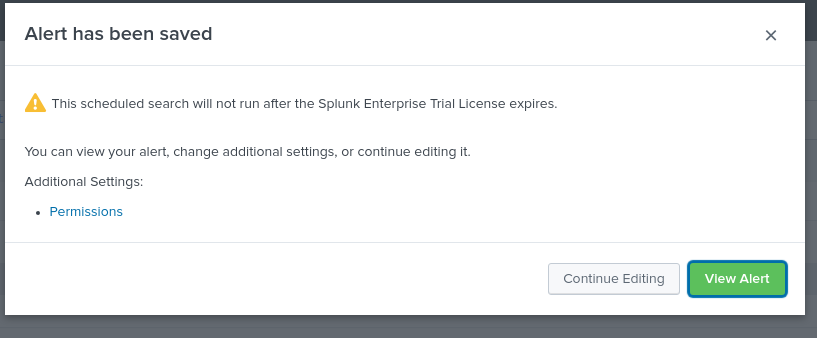 Alert has been saved
This scheduled search will not run after the Splunk Enterprise Trial License expires.
You can view your alert, change additional settings, or continue editing it.
Additional Settings:
Permissions
Continue Editing
View Alert